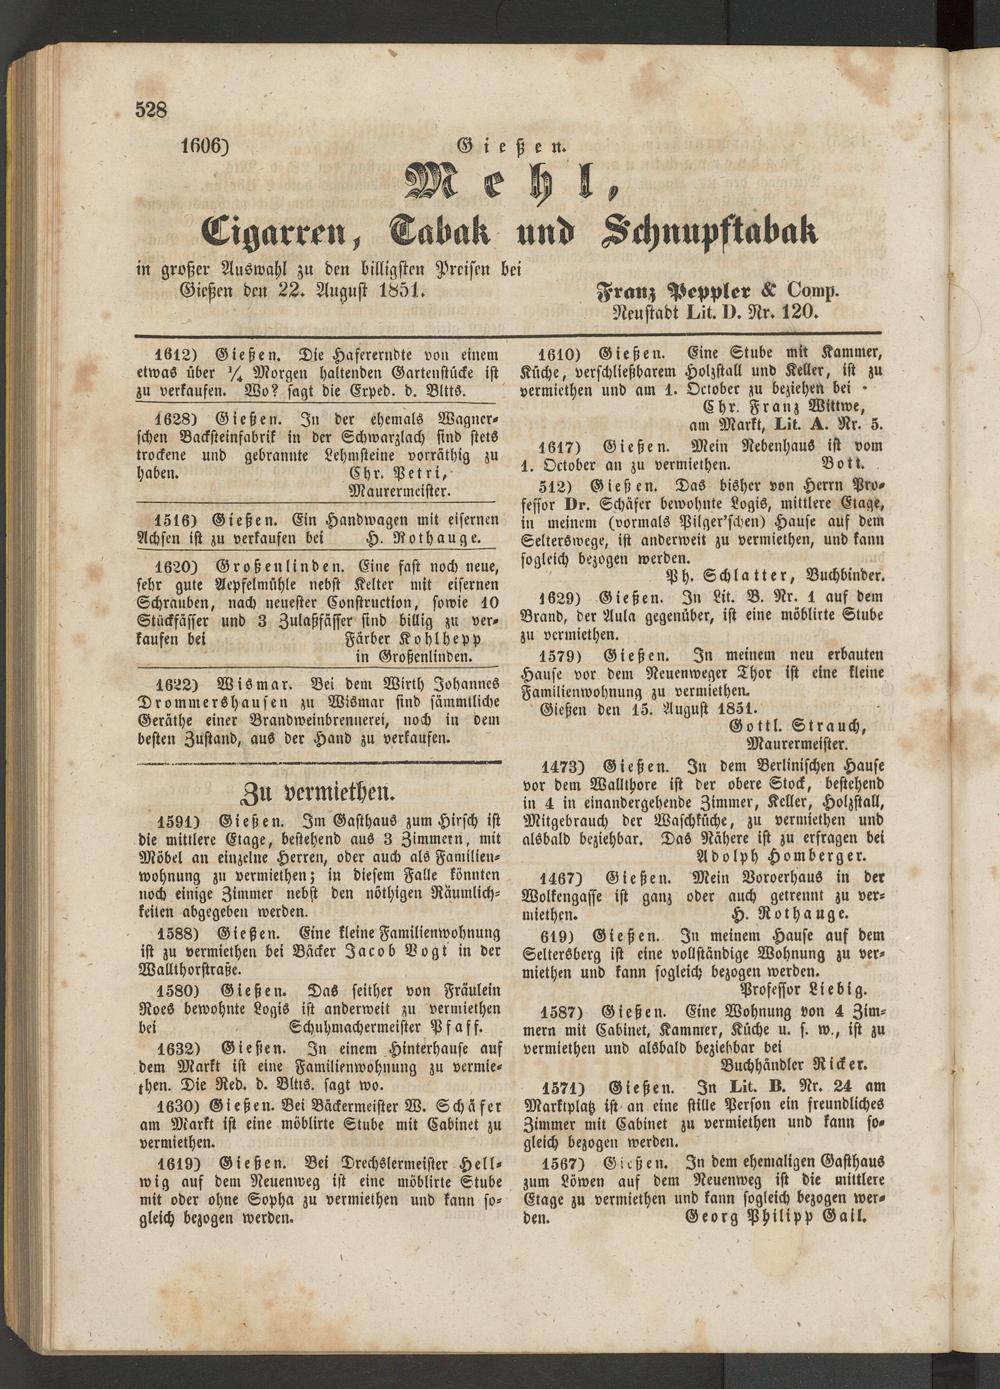 528
1606) Gießen.
Mehl,
Cigarren, Tabak und Schnupftabak
in großer Auswahl zu den billigsten Preisen bei
Gießen den 22. August 1851.
Franz Peppler & Comp.
Neustadt Lit. D. Nr. 120.
1612) Gießen. Die Hafererndte von einem
etwas über ¼ Morgen haltenden Gartenstücke ist
zu verkaufen. Wo? sagt die Exped. d. Bltts.
1628) Gießen. In der ehemals Wagner-
schen Backsteinfabrik in der Schwarzlach sind stets
trockene und gebrannte Lehmsteine vorräthig zu
haben. Chr. Petri,
Maurermeister.
1516) Gießen. Ein Handwagen mit eisernen
Achsen ist zu verkaufen bei H. Rothauge.
1620) Großenlinden. Eine fast noch neue,
sehr gute Aepfelmühle nebst Kelter mit eisernen
Schrauben, nach neuester Construction, sowie 10
Stückfässer und 3 Zulaßfässer sind billig zu ver-
kaufen bei Färber Kohlhepp
in Großenlinden.
1622) Wismar. Bei dem Wirth Johannes
Drommershausen zu Wismar sind sämmtliche
Geräthe einer Brandweinbrennerei, noch in dem
besten Zustand, aus der Hand zu verkaufen.
Zu vermiethen.
1591) Gießen. Im Gasthaus zum Hirsch ist
die mittlere Etage, bestehend aus 3 Zimmern, mit
Möbel an einzelne Herren, oder auch als Familien-
wohnung zu vermiethen; in diesem Falle könnten
noch einige Zimmer nebst den nöthigen Räumlich-
keiten abgegeben werden.
1588) Gießen. Eine kleine Familienwohnung
ist zu vermiethen bei Bäcker Jacob Vogt in der
Wallthorstraße.
1580) Gießen. Das seither von Fräulein
Noes bewohnte Logis ist anderweit zu vermiethen
bei Schuhmachermeister Pfaff.
1632) Gießen. In einem Hinterhause auf
dem Markt ist eine Familienwohnung zu vermie-
then. Die Red. d. Bltts. sagt wo.
1630) Gießen. Bei Bäckermeister W. Schäfer
am Markt ist eine möblirte Stube mit Cabinet zu
vermiethen.
1619) Gießen. Bei Drechslermeister Hell-
wig auf dem Neuenweg ist eine möblirte Stube
mit oder ohne Sopha zu vermiethen und kann so-
gleich bezogen werden.
1610) Gießen. Eine Stube mit Kammer,
Küche, verschließbarem Holzstall und Keller, ist zu
vermiethen und am 1. October zu beziehen bei
Chr. Franz Wittwe,
am Markt, Lit. A. Nr. 5.
1617) Gießen. Mein Nebenhaus ist vom
1. October an zu vermiethen. Bott.
512) Gießen. Das bisher von Herrn Pro-
fessor Dr. Schäfer bewohnte Logis, mittlere Etage,
in meinem (vormals Pilger'schen) Hause auf dem
Selterswege, ist anderweit zu vermiethen, und kann
sogleich bezogen werden.
Ph. Schlatter, Buchbinder.
1629) Gießen. In Lit. B. Nr. 1 auf dem
Brand, der Aula gegenüber, ist eine möblirte Stube
zu vermiethen.
1579) Gießen. In meinem neu erbauten
Hause vor dem Neuenweger Thor ist eine kleine
Familienwohnung zu vermiethen.
Gießen den 15. August 1851.
Gottl. Strauch,
Maurermeister.
1473) Gießen. In dem Berlinischen Hause
vor dem Wallthore ist der obere Stock, bestehend
in 4 in einandergehende Zimmer, Keller, Holzstall,
Mitgebrauch der Waschküche, zu vermiethen und
alsbald beziehbar. Das Nähere ist zu erfragen bei
Adolph Homberger.
1467) Gießen. Mein Vorderhaus in der
Wolkengasse ist ganz oder auch getrennt zu ver-
miethen. H. Rothauge.
619) Gießen. In meinem Hause auf dem
Seltersberg ist eine vollständige Wohnung zu ver-
miethen und kann sogleich bezogen werden.
Professor Liebig.
1587) Gießen. Eine Wohnung von 4 Zim-
mern mit Cabinet, Kammer, Küche u. s. w., ist zu
vermiethen und alsbald beziehbar bei
Buchhändler Ricker.
1571) Gießen. In Lit. B. Nr. 24 am
Marktplatz ist an eine stille Person ein freundliches
Zimmer mit Cabinet zu vermiethen und kann so-
gleich bezogen werden.
1567) Gießen. In dem ehemaligen Gasthaus
zum Löwen auf dem Neuenweg ist die mittlere
Etage zu vermiethen und kann sogleich bezogen wer-
den. Georg Philipp Gail.